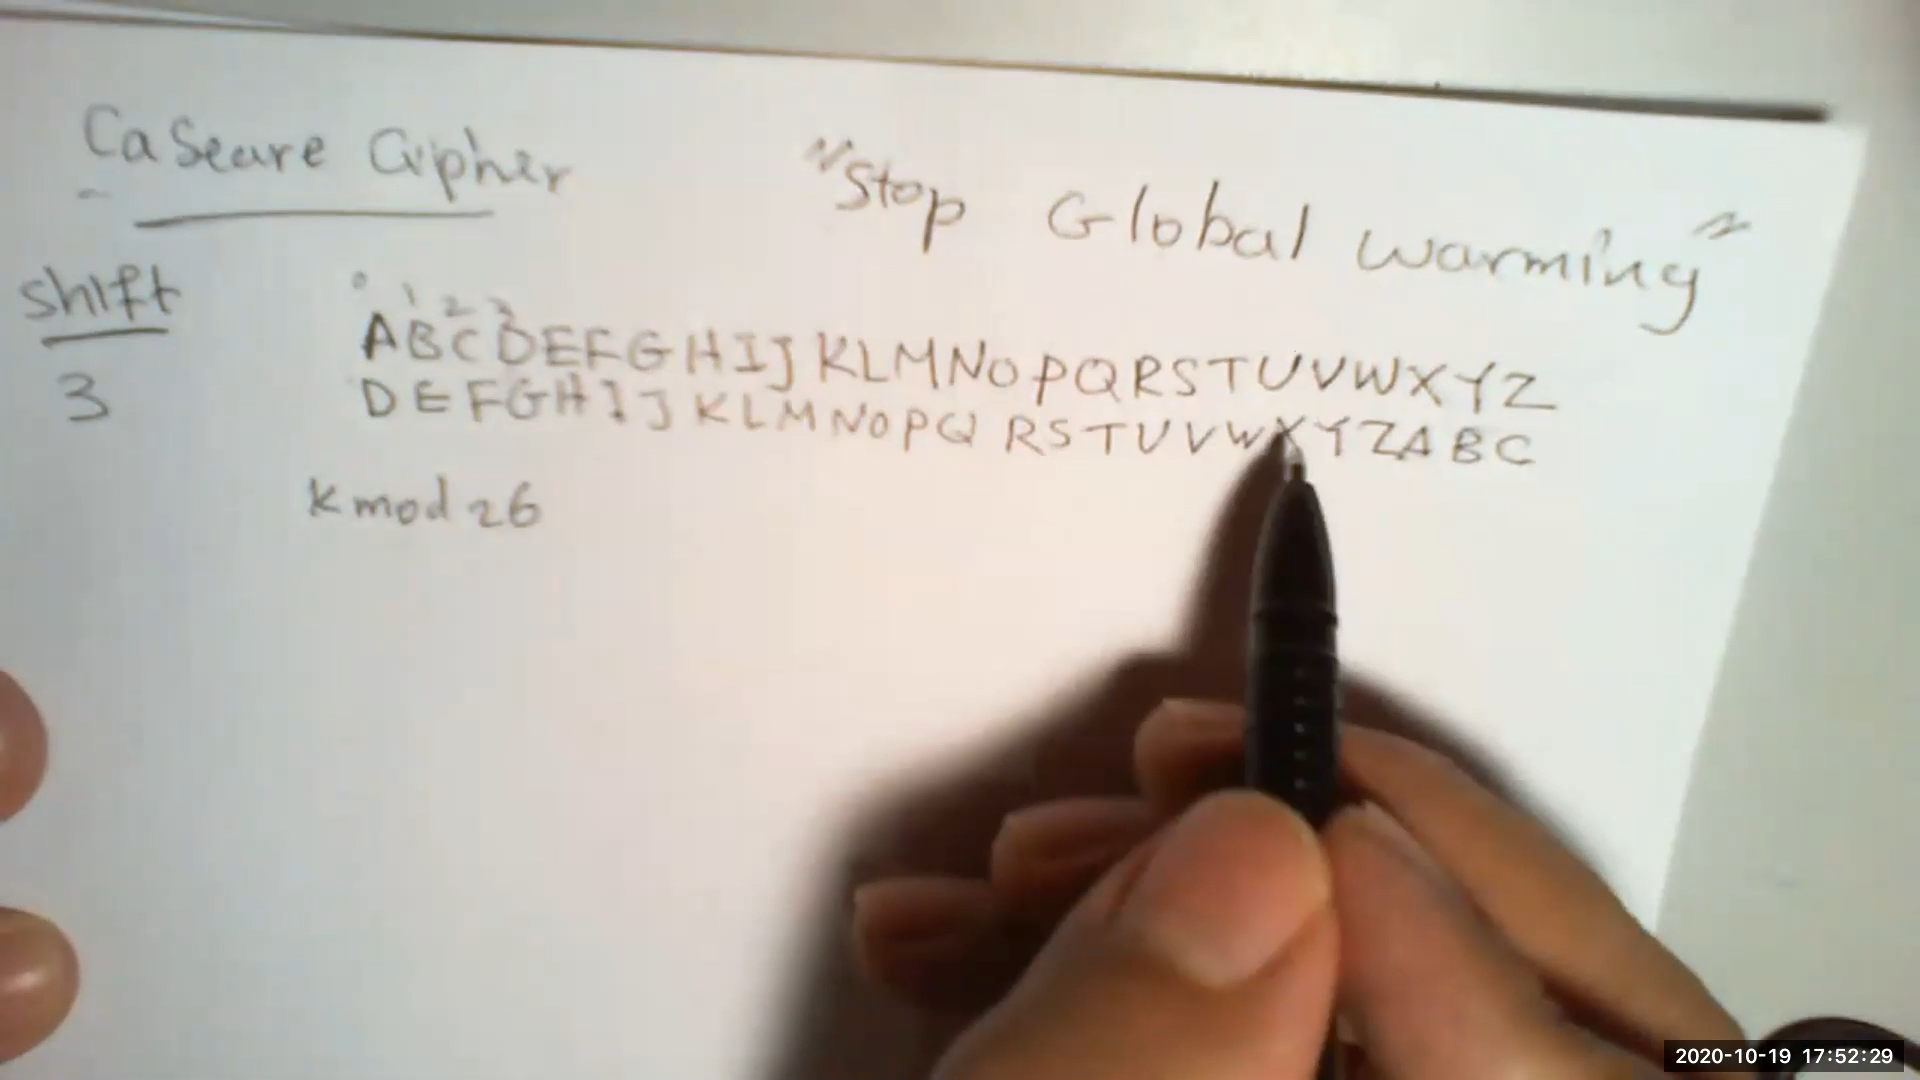 CaSeare Cipher
"Stop Global warming"
shift
0 1 2 3
ABCDEFGHIJKLMNOPQRSTUVWXYZ
3
DEFGHIJKLMNOPQRSTUVWXYZABC
K mod 26
2020-10-19 17:52:29